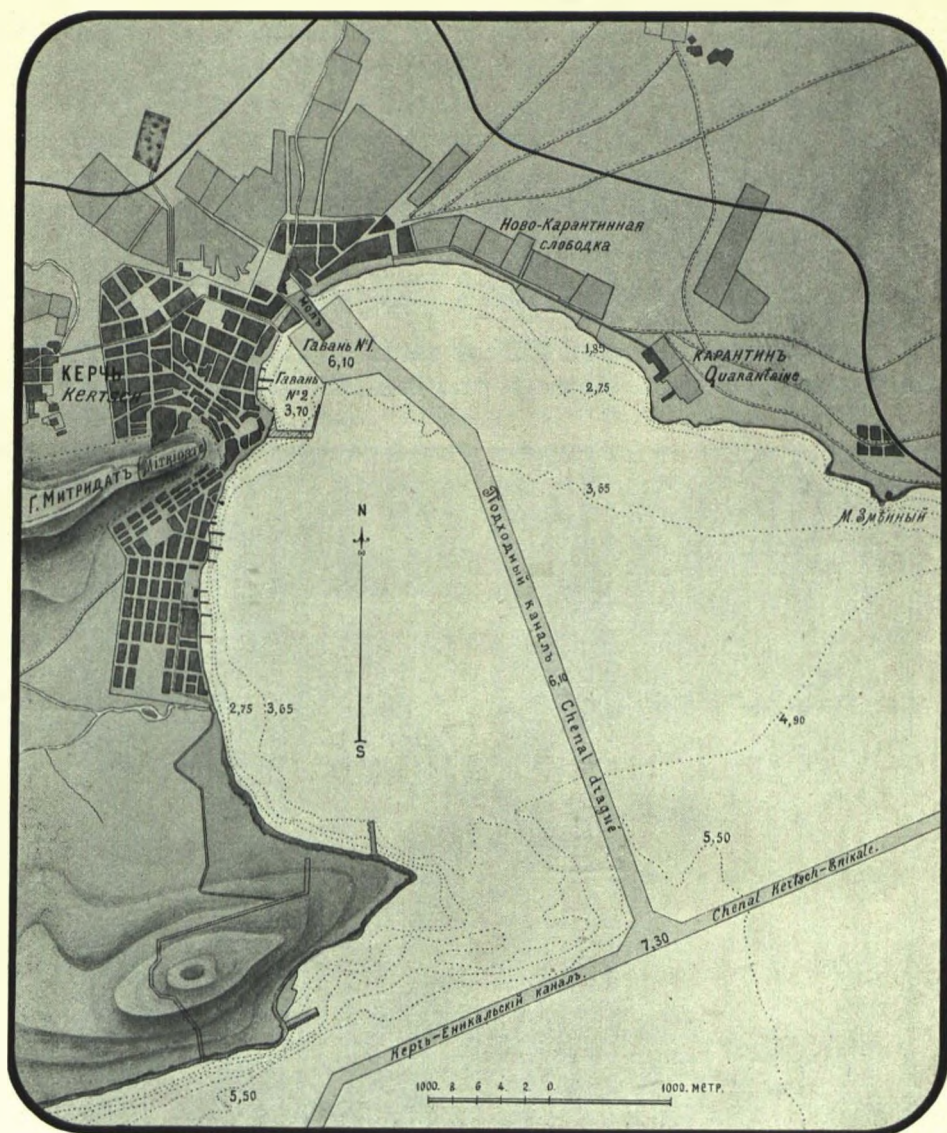 Ново-Карантинная
слободка
Молъ
Гавань №1.
6,10
1,85
КАРАНТИНЪ
Quarantaine
КЕРЧЬ
KERTSCH
Гавань
№2
3,70
2,75
Г. МИТРИДАТЪ
3,65
М. Змѣиный
N
Подходный каналъ
6,10
Chenal dragué
S
2,75
3,65
4,90
5,50
Chenal Kertsch-Enikale.
7,30
Керчь-Еникальскій каналъ.
5,50
1000. 8 6 4. 2. 0. 1000. МЕТР.